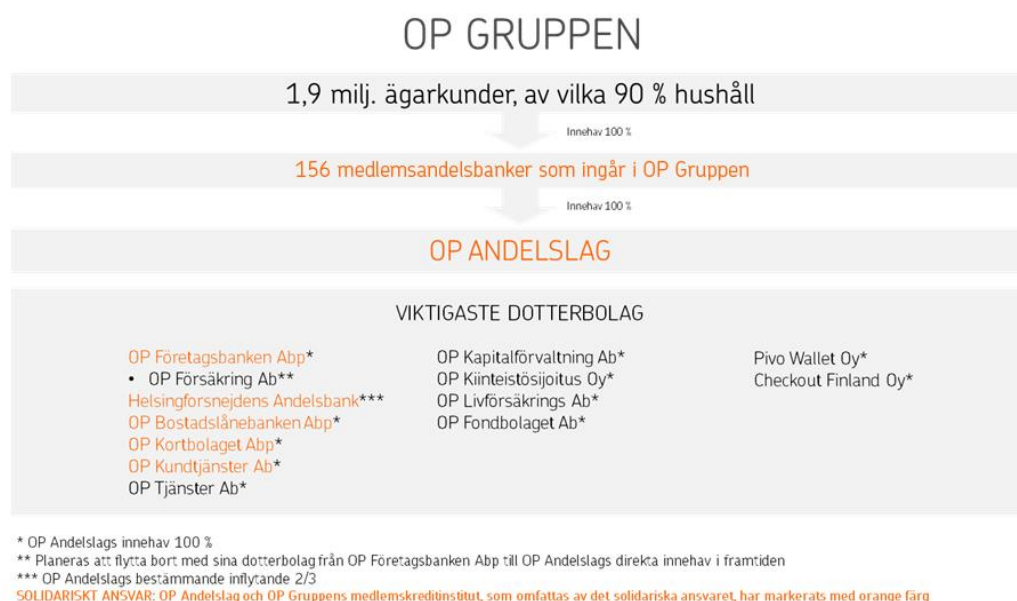 OP GRUPPEN
1,9 milj. ägarkunder, av vilka 90 % hushåll
Innehav 100 %
156 medlemsandelsbanker som ingår i OP Gruppen
Innehav 100 %
OP ANDELSLAG
VIKTIGASTE DOTTERBOLAG
OP Företagsbanken Abp*
• OP Försäkring Ab**
Helsingforsnejdens Andelsbank***
OP Bostadslånebanken Abp*
OP Kortbolaget Abp*
OP Kundtjänster Ab*
OP Tjänster Ab*
OP Kapitalförvaltning Ab*
OP Kiinteistösijoitus Oy*
OP Livförsäkrings Ab*
OP Fondbolaget Ab*
Pivo Wallet Oy*
Checkout Finland Oy*
* OP Andelslags innehav 100 %
** Planeras att flytta bort med sina dotterbolag från OP Företagsbanken Abp till OP Andelslags direkta innehav i framtiden
*** OP Andelslags bestämmande inflytande 2/3
SOLIDARISKT ANSVAR: OP Andelslag och OP Gruppens medlemskreditinstitut, som omfattas av det solidariska ansvaret, har markerats med orange färg